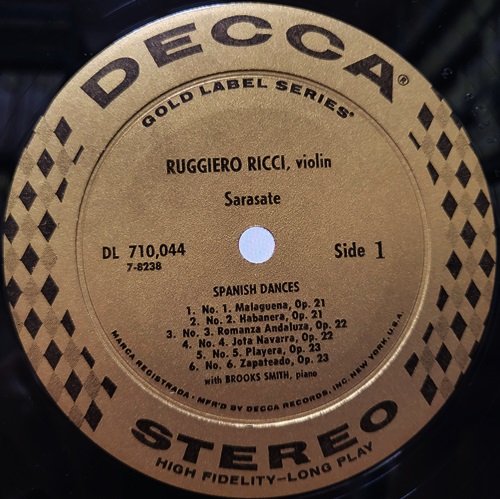 DECCA®
GOLD LABEL SERIES®
RUGGIERO RICCI, violin
Sarasate
DL 710,044
7-8238
Side 1
SPANISH DANCES
1. No. 1. Malaguena, Op. 21
2. No. 2. Habanera, Op. 21
3. No. 3. Romanza Andaluza, Op. 22
4. No. 4. Jota Navarra, Op. 22
5. No. 5. Playera, Op. 23
6. No. 6. Zapateado, Op. 23
with BROOKS SMITH, piano
MARCA REGISTRADA • MFR'D BY DECCA RECORDS, INC. NEW YORK, U.S.A.
STEREO
HIGH FIDELITY—LONG PLAY